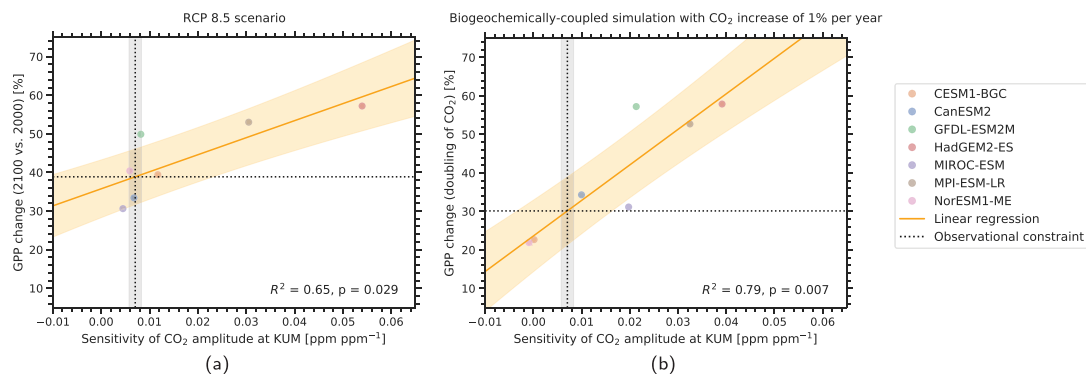 RCP 8.5 scenario
GPP change (2100 vs. 2000) [%]
70
60
50
40
30
20
10
R² = 0.65, p = 0.029
−0.01 0.00 0.01 0.02 0.03 0.04 0.05 0.06
Sensitivity of CO₂ amplitude at KUM [ppm ppm⁻¹]
(a)
Biogeochemically-coupled simulation with CO₂ increase of 1% per year
GPP change (doubling of CO₂) [%]
70
60
50
40
30
20
10
R² = 0.79, p = 0.007
−0.01 0.00 0.01 0.02 0.03 0.04 0.05 0.06
Sensitivity of CO₂ amplitude at KUM [ppm ppm⁻¹]
(b)
CESM1-BGC
CanESM2
GFDL-ESM2M
HadGEM2-ES
MIROC-ESM
MPI-ESM-LR
NorESM1-ME
Linear regression
Observational constraint